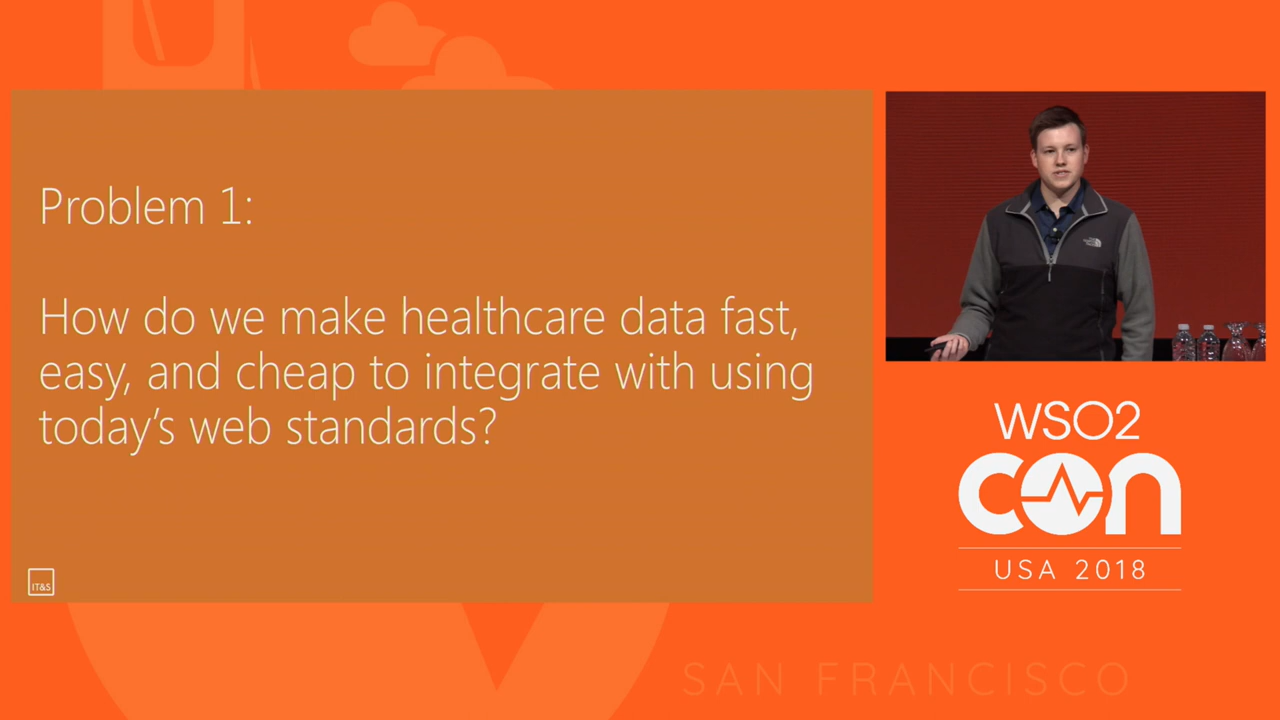 Problem 1:
How do we make healthcare data fast,
easy, and cheap to integrate with using
today's web standards?
IT&S
WSO2
con
USA 2018
SAN FRANCISCO